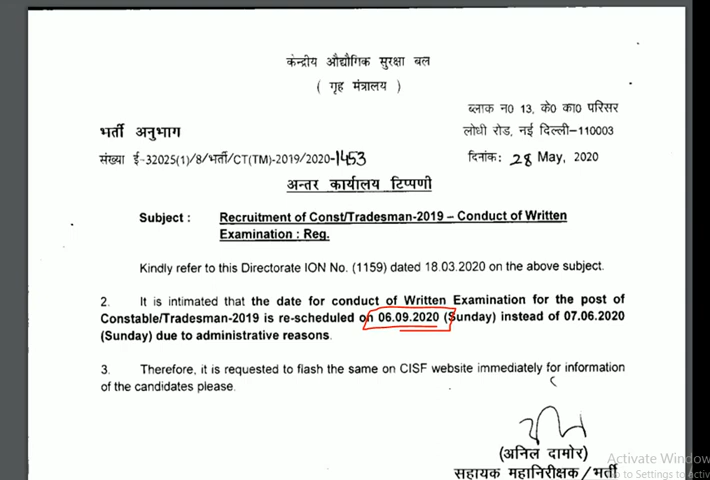 केन्द्रीय औद्योगिक सुरक्षा बल
( गृह मंत्रालय )
ब्लाक न0 13, के0 का0 परिसर
भर्ती अनुभाग
लोधी रोड, नई दिल्ली–110003
संख्या ई-32025(1)/8/भर्ती/CT(TM)-2019/2020-1453
दिनांक: 28 May, 2020
अन्तर कार्यालय टिप्पणी
Subject : Recruitment of Const/Tradesman-2019 – Conduct of Written
Examination : Reg.
Kindly refer to this Directorate ION No. (1159) dated 18.03.2020 on the above subject.
2. It is intimated that the date for conduct of Written Examination for the post of
Constable/Tradesman-2019 is re-scheduled on 06.09.2020 (Sunday) instead of 07.06.2020
(Sunday) due to administrative reasons.
3. Therefore, it is requested to flash the same on CISF website immediately for information
of the candidates please.
(अनिल दामोर)
सहायक महानिरीक्षक/भर्ती
Activate Window
o to Settings to activ